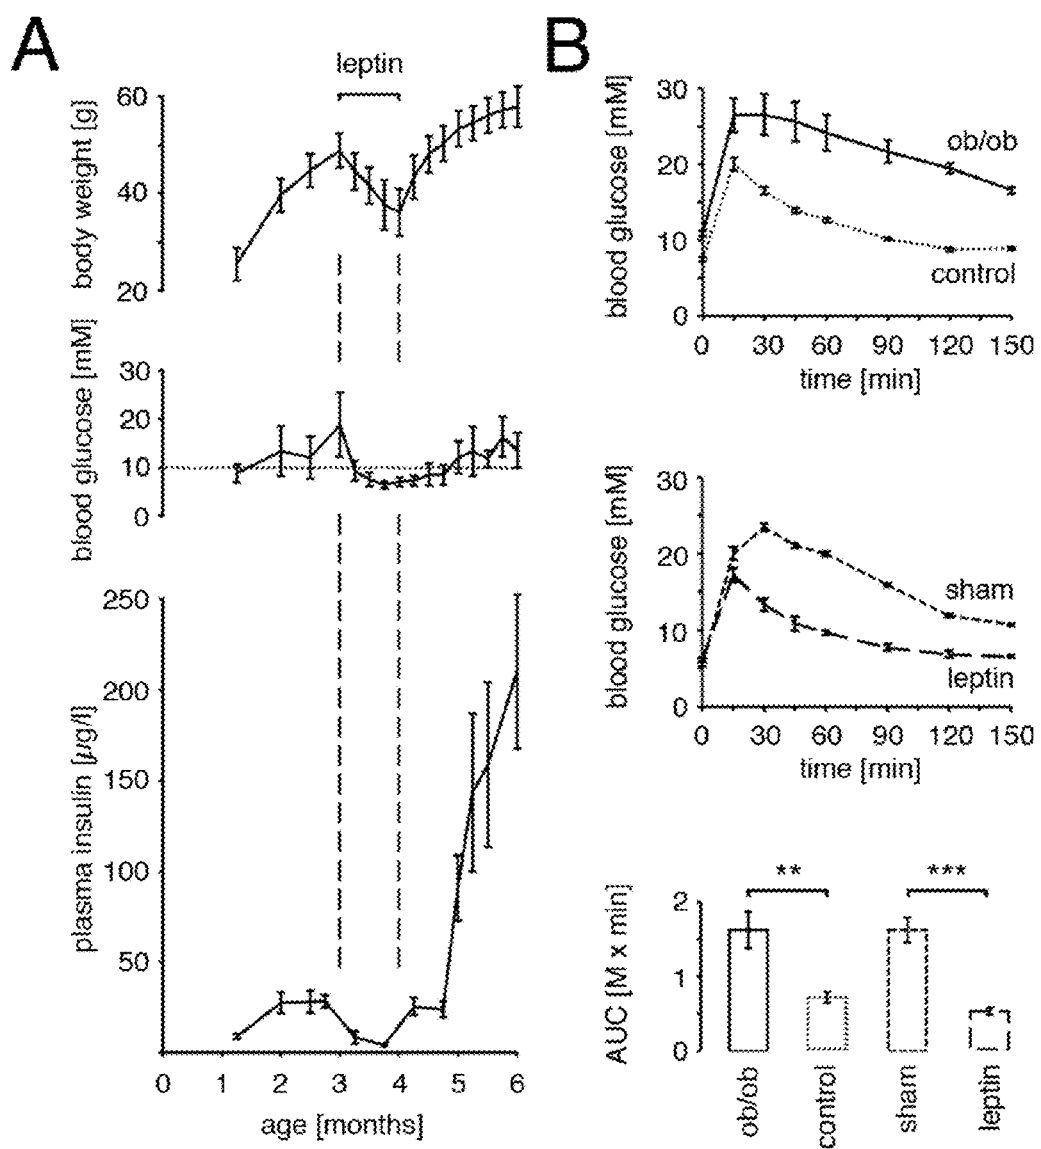 A
leptin
body weight [g]
60
40
20
blood glucose [mM]
30
20
10
0
plasma insulin [µg/l]
250
200
150
100
50
0 1 2 3 4 5 6
age [months]
B
blood glucose [mM]
30
20
10
0
ob/ob
control
0 30 60 90 120 150
time [min]
blood glucose [mM]
30
20
10
0
sham
leptin
0 30 60 90 120 150
time [min]
AUC [M x min]
2
1
0
** ***
ob/ob control sham leptin